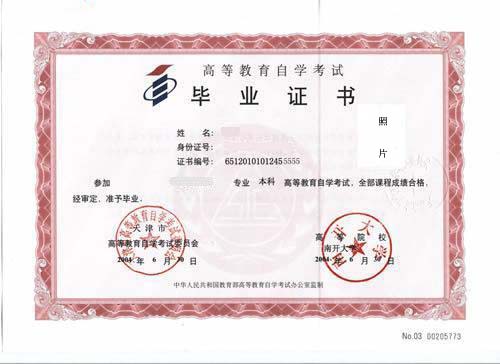 高等教育自学考试
毕业证书
照
片
姓名:
身份证号:
证书编号: 65120101012455555
参加 专业 本科 高等教育自学考试,全部课程成绩合格,
经审定,准予毕业。
天津市
高等教育自学考试委员会
2004 年 6 月 30 日
高等院校
南开大学
2004 年 6 月 30 日
中华人民共和国教育部高等教育自学考试办公室监制
No.03 00205773